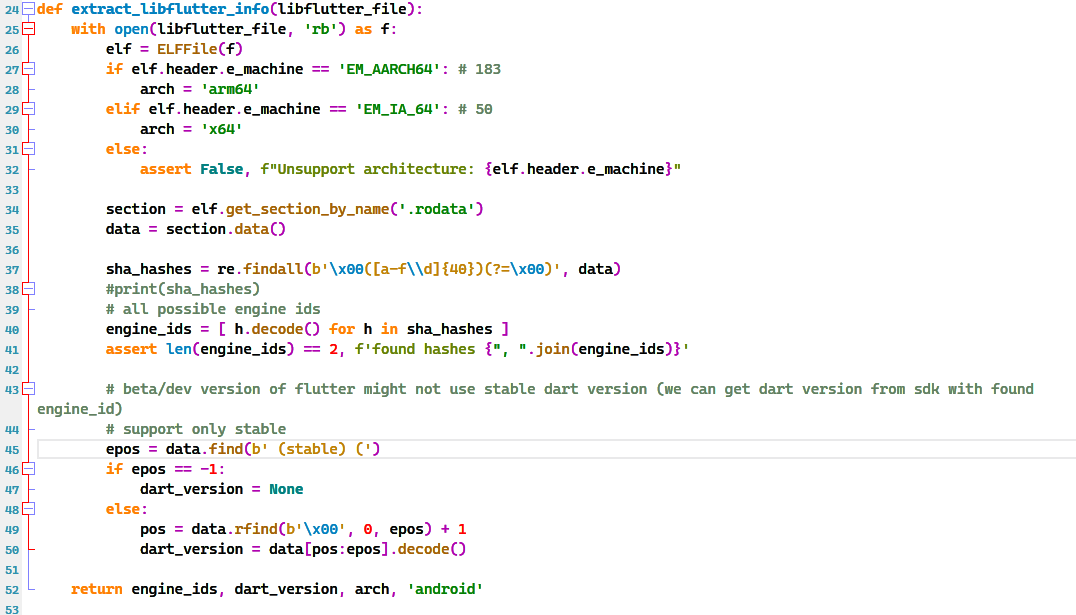 24 def extract_libflutter_info(libflutter_file):
25     with open(libflutter_file, 'rb') as f:
26         elf = ELFFile(f)
27         if elf.header.e_machine == 'EM_AARCH64': # 183
28             arch = 'arm64'
29         elif elf.header.e_machine == 'EM_IA_64': # 50
30             arch = 'x64'
31         else:
32             assert False, f"Unsupport architecture: {elf.header.e_machine}"
33
34         section = elf.get_section_by_name('.rodata')
35         data = section.data()
36
37         sha_hashes = re.findall(b'\x00([a-f\\d]{40})(?=\x00)', data)
38         #print(sha_hashes)
39         # all possible engine ids
40         engine_ids = [ h.decode() for h in sha_hashes ]
41         assert len(engine_ids) == 2, f'found hashes {", ".join(engine_ids)}'
42
43         # beta/dev version of flutter might not use stable dart version (we can get dart version from sdk with found
engine_id)
44         # support only stable
45         epos = data.find(b' (stable) (')
46         if epos == -1:
47             dart_version = None
48         else:
49             pos = data.rfind(b'\x00', 0, epos) + 1
50             dart_version = data[pos:epos].decode()
51
52     return engine_ids, dart_version, arch, 'android'
53